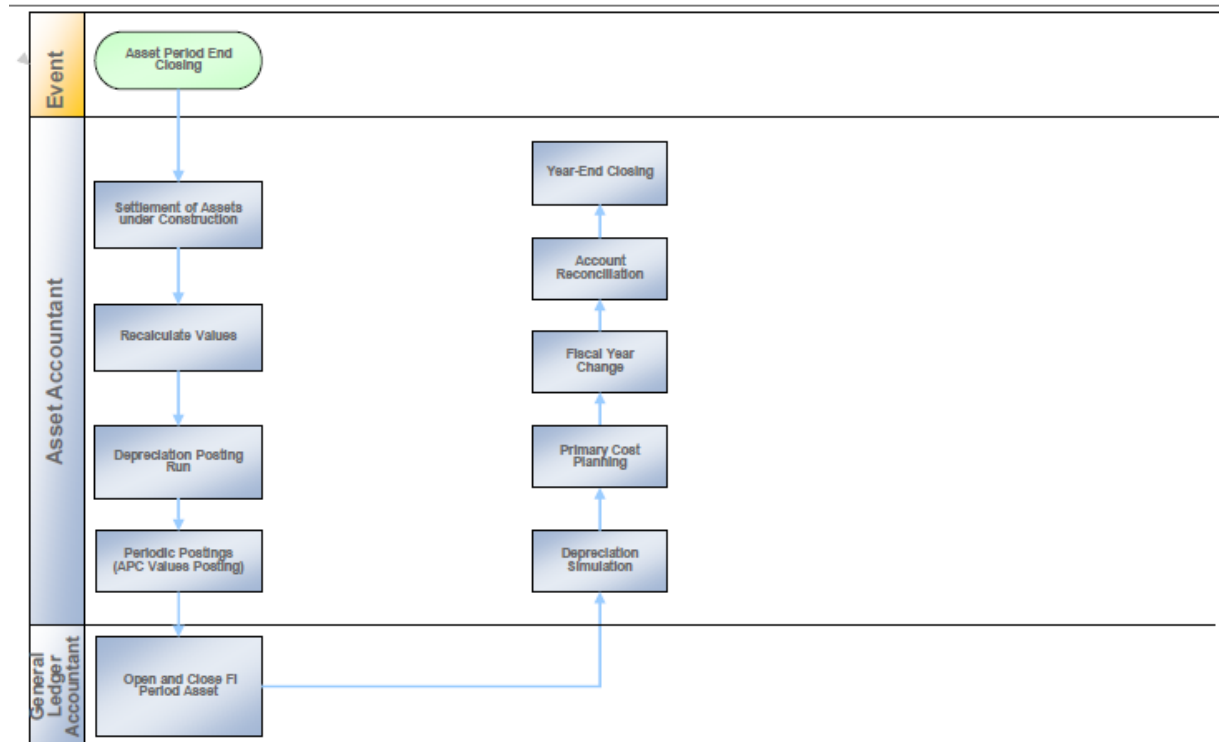 Event
Asset Period End
Closing
Asset Accountant
Settlement of Assets
under Construction
Recalculate Values
Depreciation Posting
Run
Periodic Postings
(APC Values Posting)
General
Ledger
Accountant
Open and Close FI
Period Asset
Depreciation
Simulation
Primary Cost
Planning
Fiscal Year
Change
Account
Reconciliation
Year-End Closing